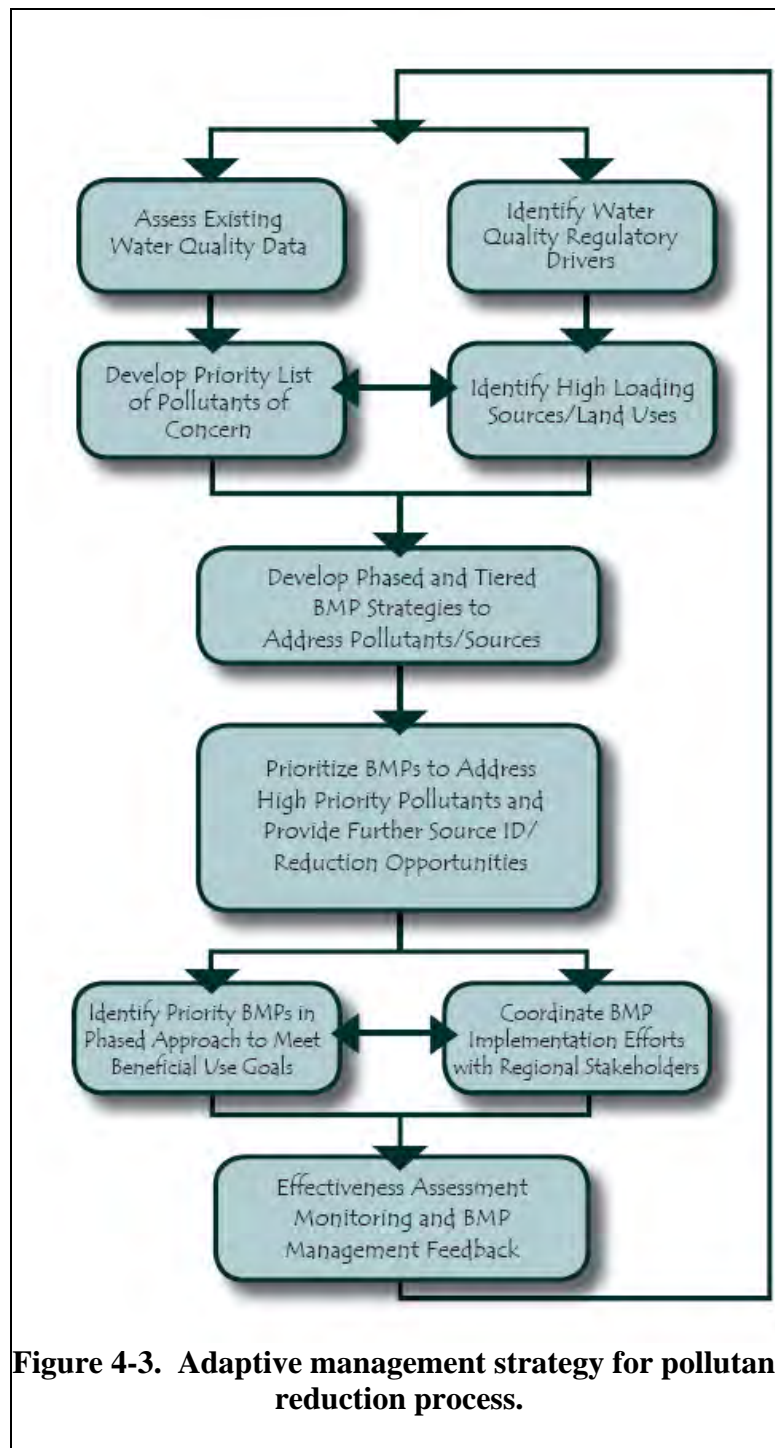 Assess Existing
Water Quality Data
Identify Water
Quality Regulatory
Drivers
Develop Priority List
of Pollutants of
Concern
Identify High Loading
Sources/Land Uses
Develop Phased and Tiered
BMP Strategies to
Address Pollutants/Sources
Prioritize BMPs to Address
High Priority Pollutants and
Provide Further Source ID/
Reduction Opportunities
Identify Priority BMPs in
Phased Approach to Meet
Beneficial Use Goals
Coordinate BMP
Implementation Efforts
with Regional Stakeholders
Effectiveness Assessment
Monitoring and BMP
Management Feedback
Figure 4-3. Adaptive management strategy for pollutan
reduction process.